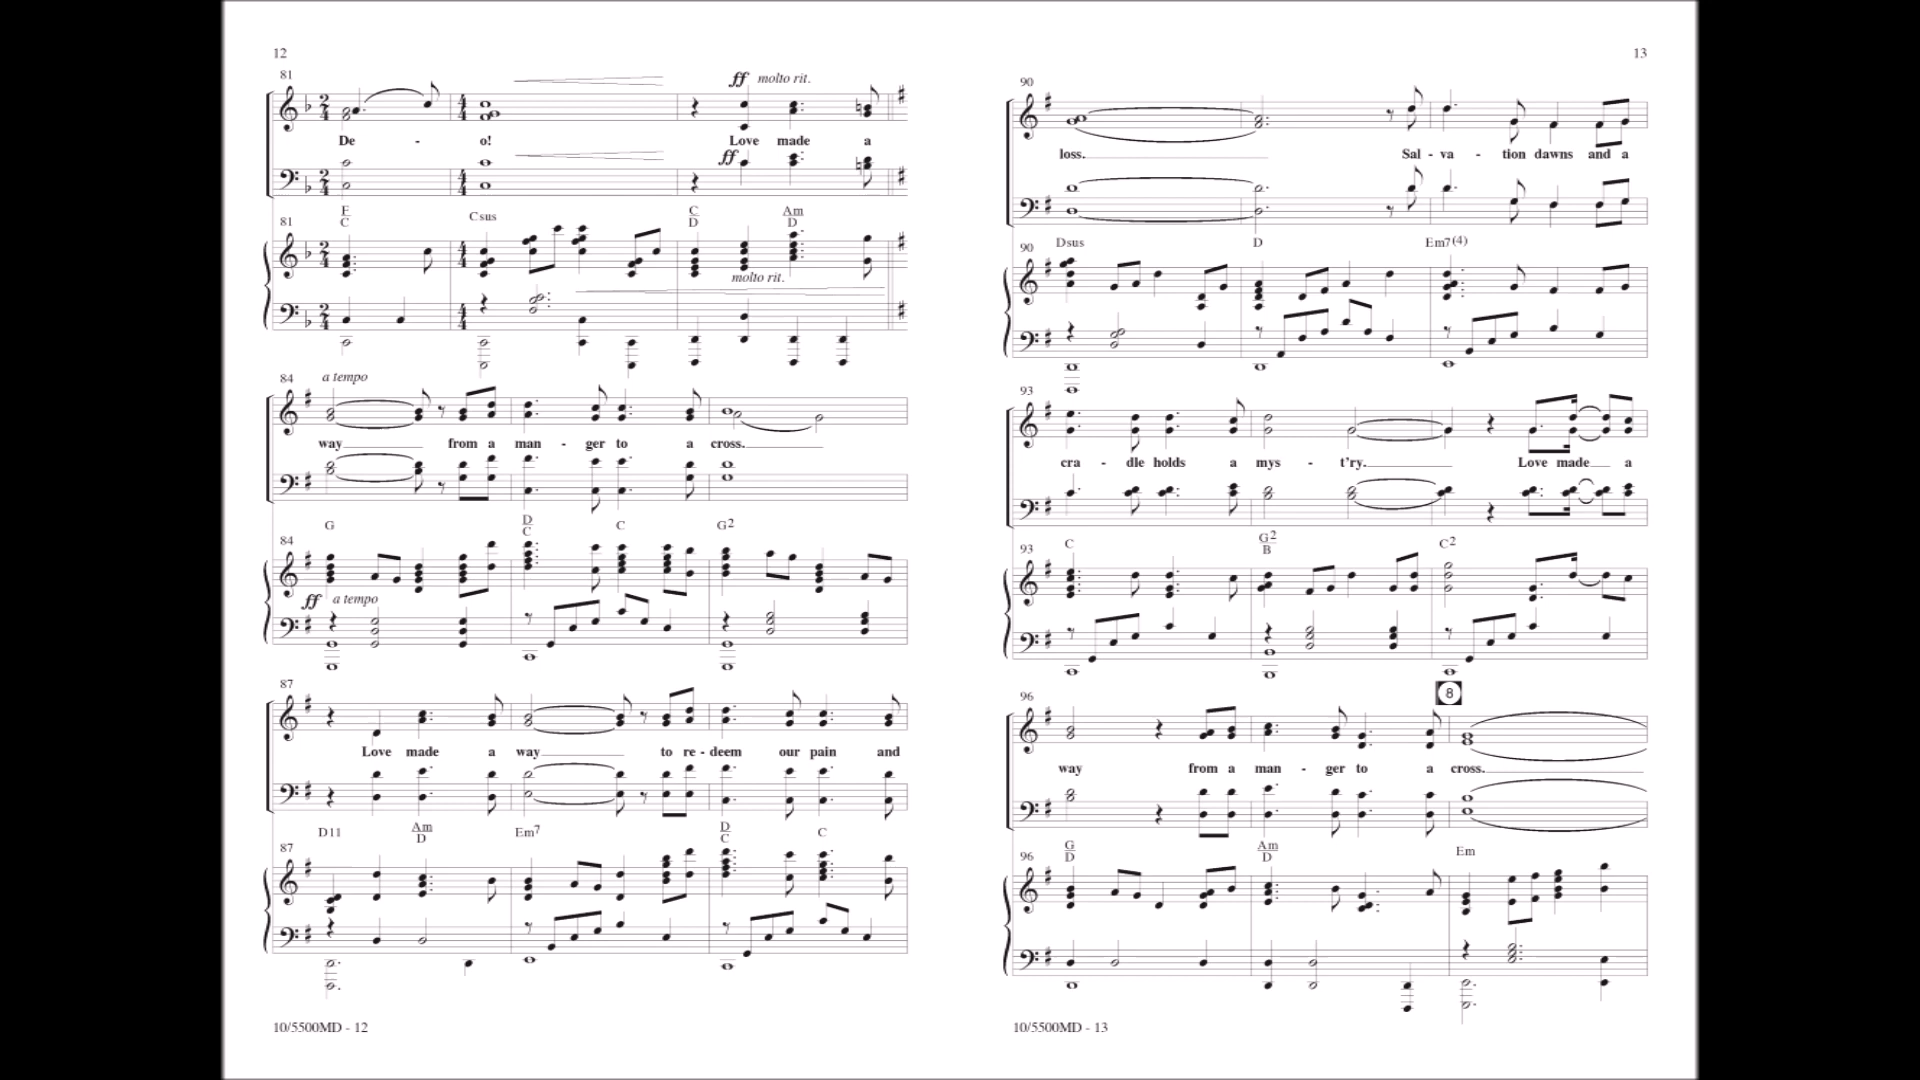 12
81
ff molto rit.
De - o! Love made a
ff
F/C Csus C/D Am/D
81
molto rit.
84 a tempo
way from a man - ger to a cross.
G D/C C G2
84
ff a tempo
87
Love made a way to re - deem our pain and
D11 Am/D Em7 D/C C
87
10/5500MD - 12
13
90
loss. Sal - va - tion dawns and a
90 Dsus D Em7(4)
93
cra - dle holds a mys - t'ry. Love made a
C G2/B C2
93
8
96
way from a man - ger to a cross.
G/D Am/D Em
96
10/5500MD - 13